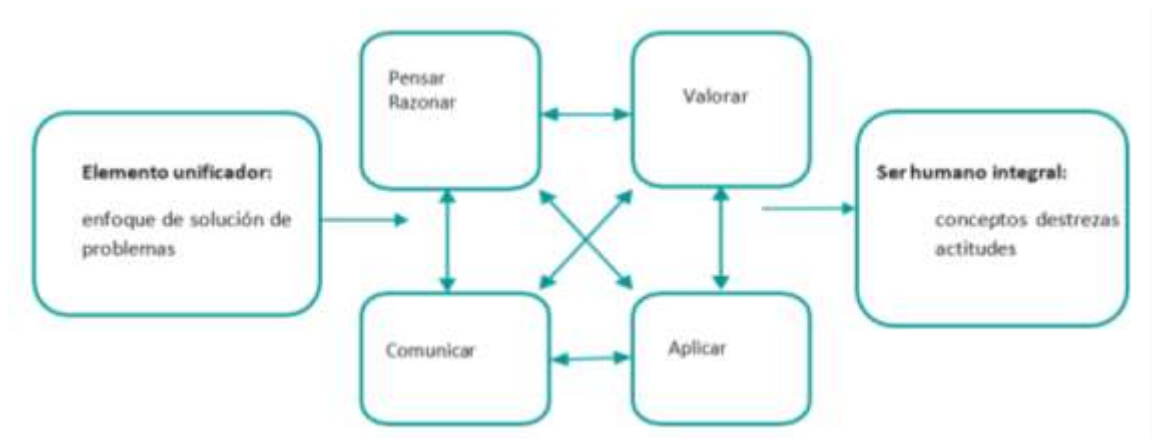 Elemento unificador:
enfoque de solución de
problemas
Pensar
Razonar
Valorar
Comunicar
Aplicar
Ser humano integral:
conceptos destrezas
actitudes